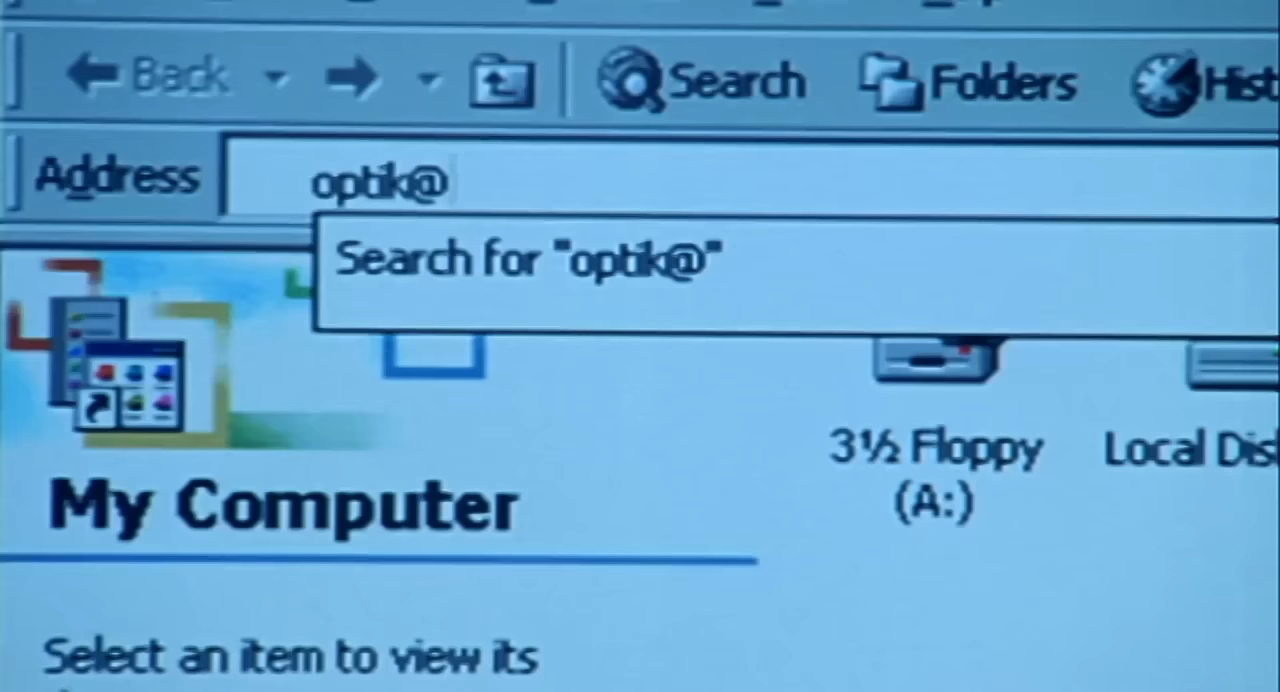 Back Search Folders
Address optik@
Search for "optik@"
3½ Floppy
(A:)
Local
My Computer
Select an item to view its